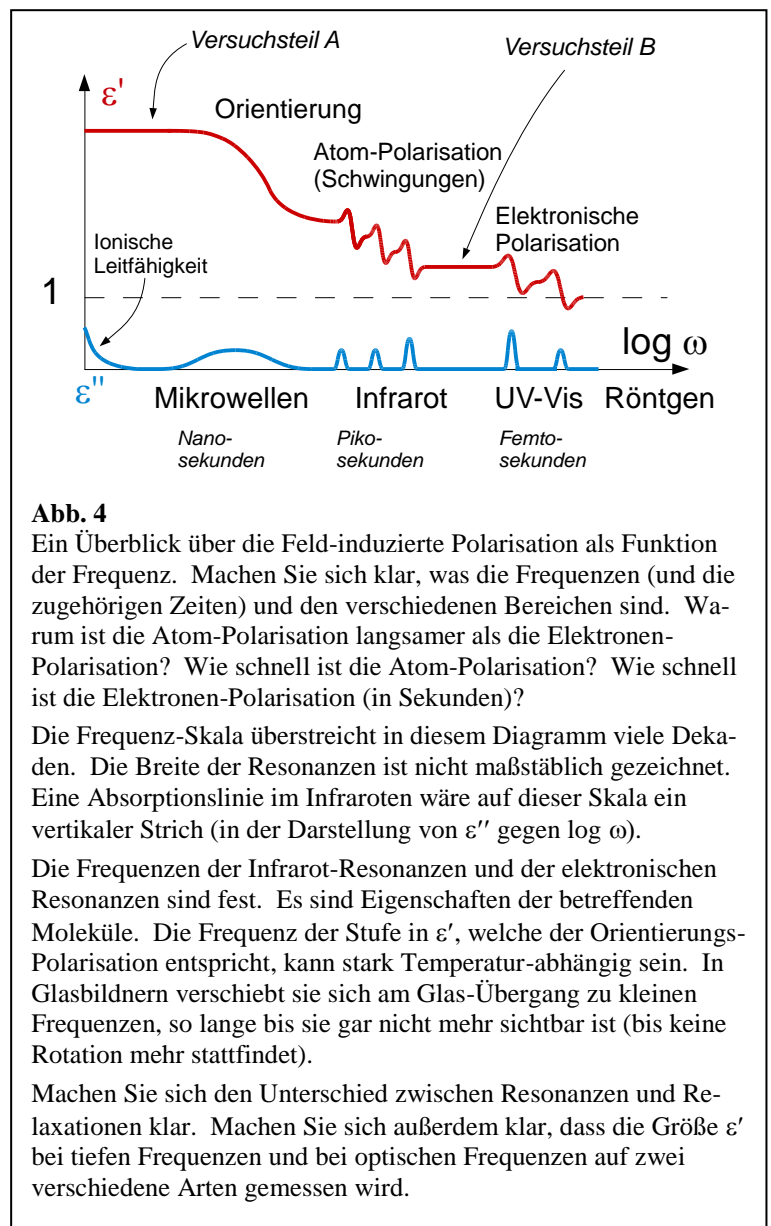 Versuchsteil A
Versuchsteil B
ε'
Orientierung
Atom-Polarisation
(Schwingungen)
Elektronische
Polarisation
Ionische
Leitfähigkeit
1
log ω
ε''
Mikrowellen Infrarot UV-Vis Röntgen
Nano- Piko- Femto-
sekunden sekunden sekunden
Abb. 4
Ein Überblick über die Feld-induzierte Polarisation als Funktion
der Frequenz. Machen Sie sich klar, was die Frequenzen (und die
zugehörigen Zeiten) und den verschiedenen Bereichen sind. Wa-
rum ist die Atom-Polarisation langsamer als die Elektronen-
Polarisation? Wie schnell ist die Atom-Polarisation? Wie schnell
ist die Elektronen-Polarisation (in Sekunden)?
Die Frequenz-Skala überstreicht in diesem Diagramm viele Deka-
den. Die Breite der Resonanzen ist nicht maßstäblich gezeichnet.
Eine Absorptionslinie im Infraroten wäre auf dieser Skala ein
vertikaler Strich (in der Darstellung von ε′′ gegen log ω).
Die Frequenzen der Infrarot-Resonanzen und der elektronischen
Resonanzen sind fest. Es sind Eigenschaften der betreffenden
Moleküle. Die Frequenz der Stufe in ε′, welche der Orientierungs-
Polarisation entspricht, kann stark Temperatur-abhängig sein. In
Glasbildnern verschiebt sie sich am Glas-Übergang zu kleinen
Frequenzen, so lange bis sie gar nicht mehr sichtbar ist (bis keine
Rotation mehr stattfindet).
Machen Sie sich den Unterschied zwischen Resonanzen und Re-
laxationen klar. Machen Sie sich außerdem klar, dass die Größe ε′
bei tiefen Frequenzen und bei optischen Frequenzen auf zwei
verschiedene Arten gemessen wird.